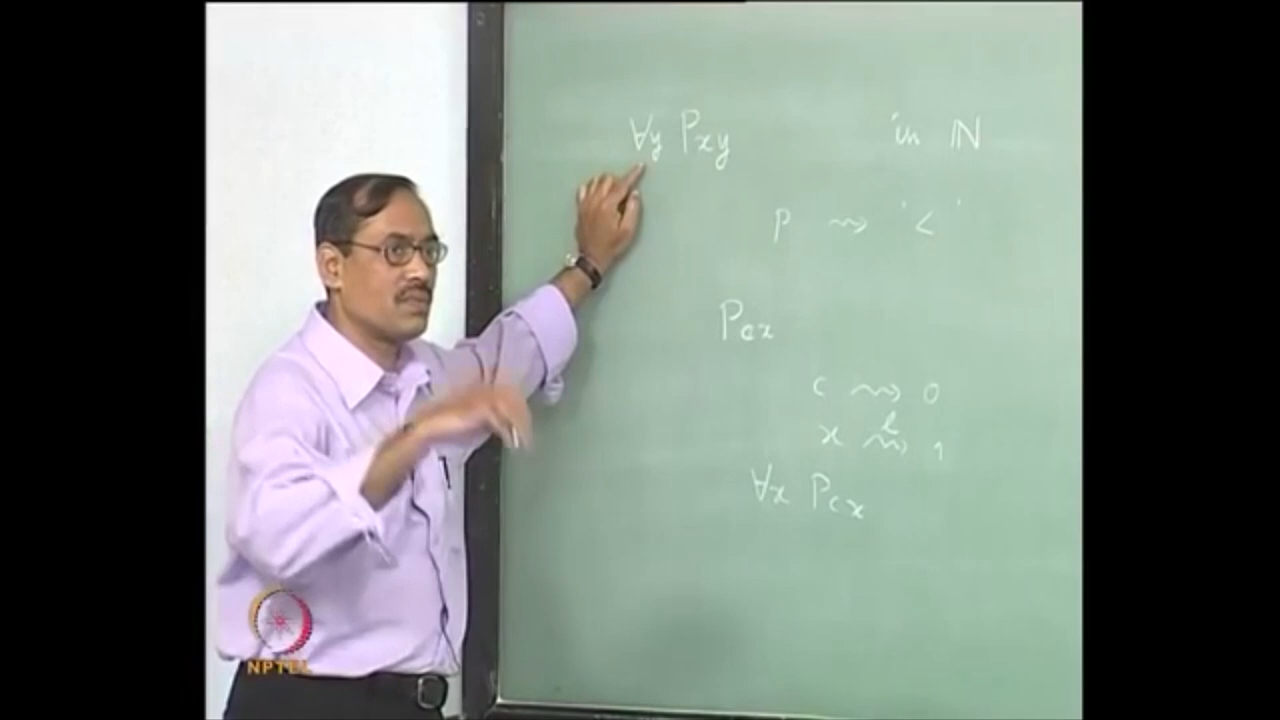 ∀y Pxy in ℕ
P ⇝ '<'
Pcx
c ⇝ 0
x ⇝ˡ 1
∀x Pcx
NPTEL